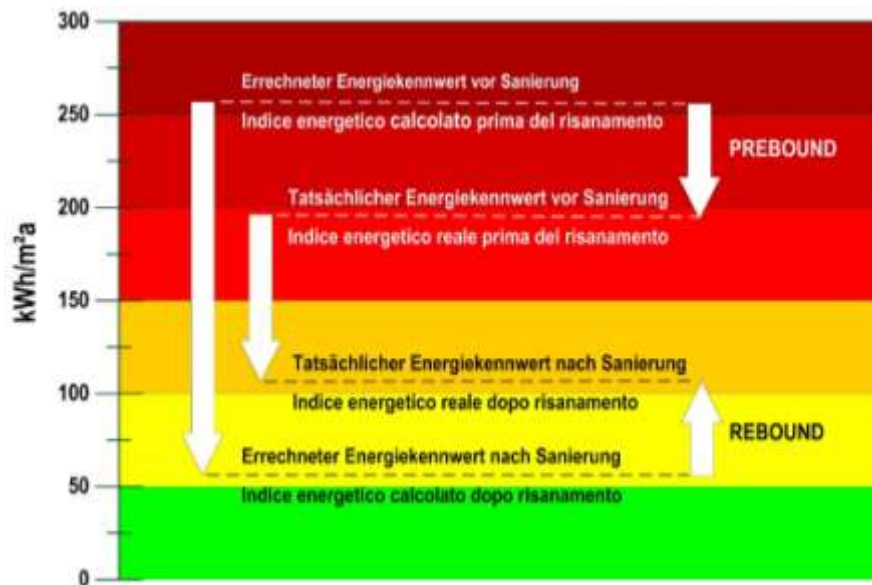 300
Errechneter Energiekennwert vor Sanierung
250
Indice energetico calcolato prima del risanamento
PREBOUND
Tatsächlicher Energiekennwert vor Sanierung
200
Indice energetico reale prima del risanamento
kWh/m²a
150
Tatsächlicher Energiekennwert nach Sanierung
100
Indice energetico reale dopo risanamento
REBOUND
Errechneter Energiekennwert nach Sanierung
50
Indice energetico calcolato dopo risanamento
0